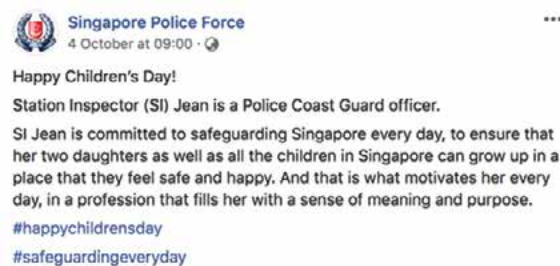 Singapore Police Force
4 October at 09:00 ·
Happy Children's Day!
Station Inspector (SI) Jean is a Police Coast Guard officer.
SI Jean is committed to safeguarding Singapore every day, to ensure that
her two daughters as well as all the children in Singapore can grow up in a
place that they feel safe and happy. And that is what motivates her every
day, in a profession that fills her with a sense of meaning and purpose.
#happychildrensday
#safeguardingeveryday